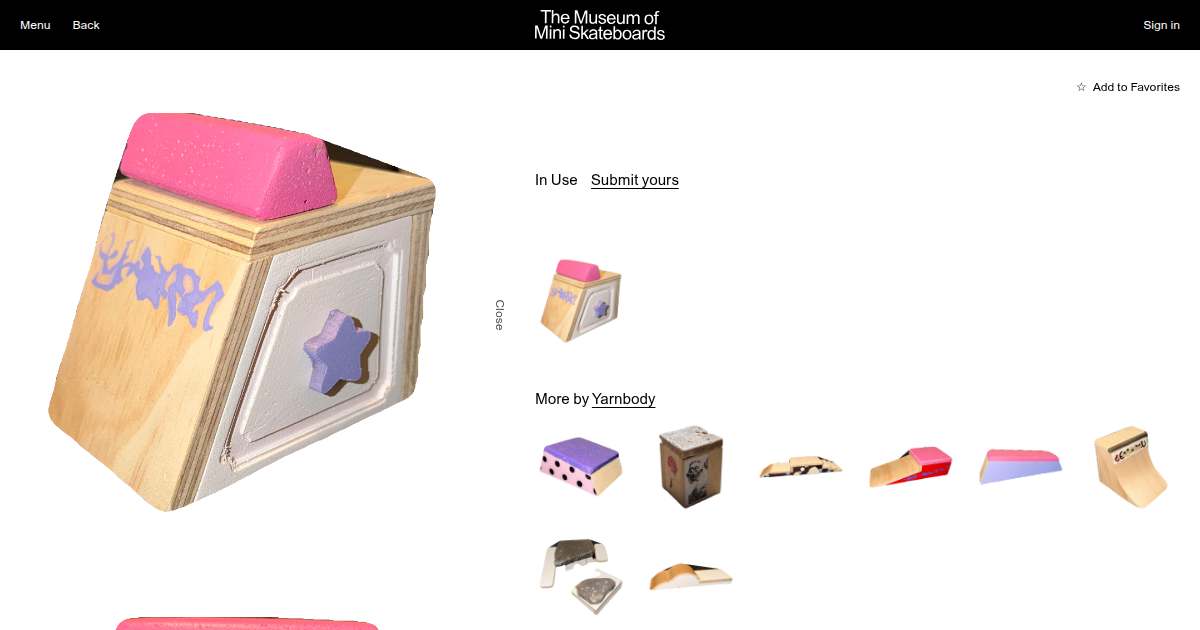 Menu
Back
The Museum of
Mini Skateboards
Sign in
☆ Add to Favorites
In Use Submit yours
Close
More by Yarnbody